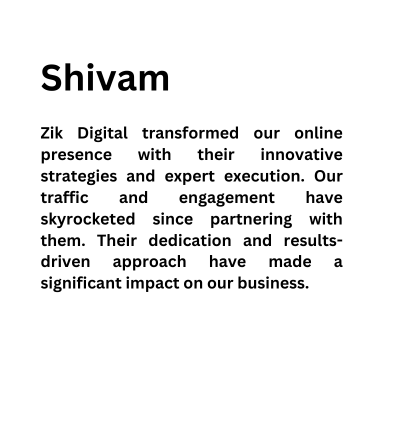 Shivam
Zik Digital transformed our online
presence with their innovative
strategies and expert execution. Our
traffic and engagement have
skyrocketed since partnering with
them. Their dedication and results-
driven approach have made a
significant impact on our business.